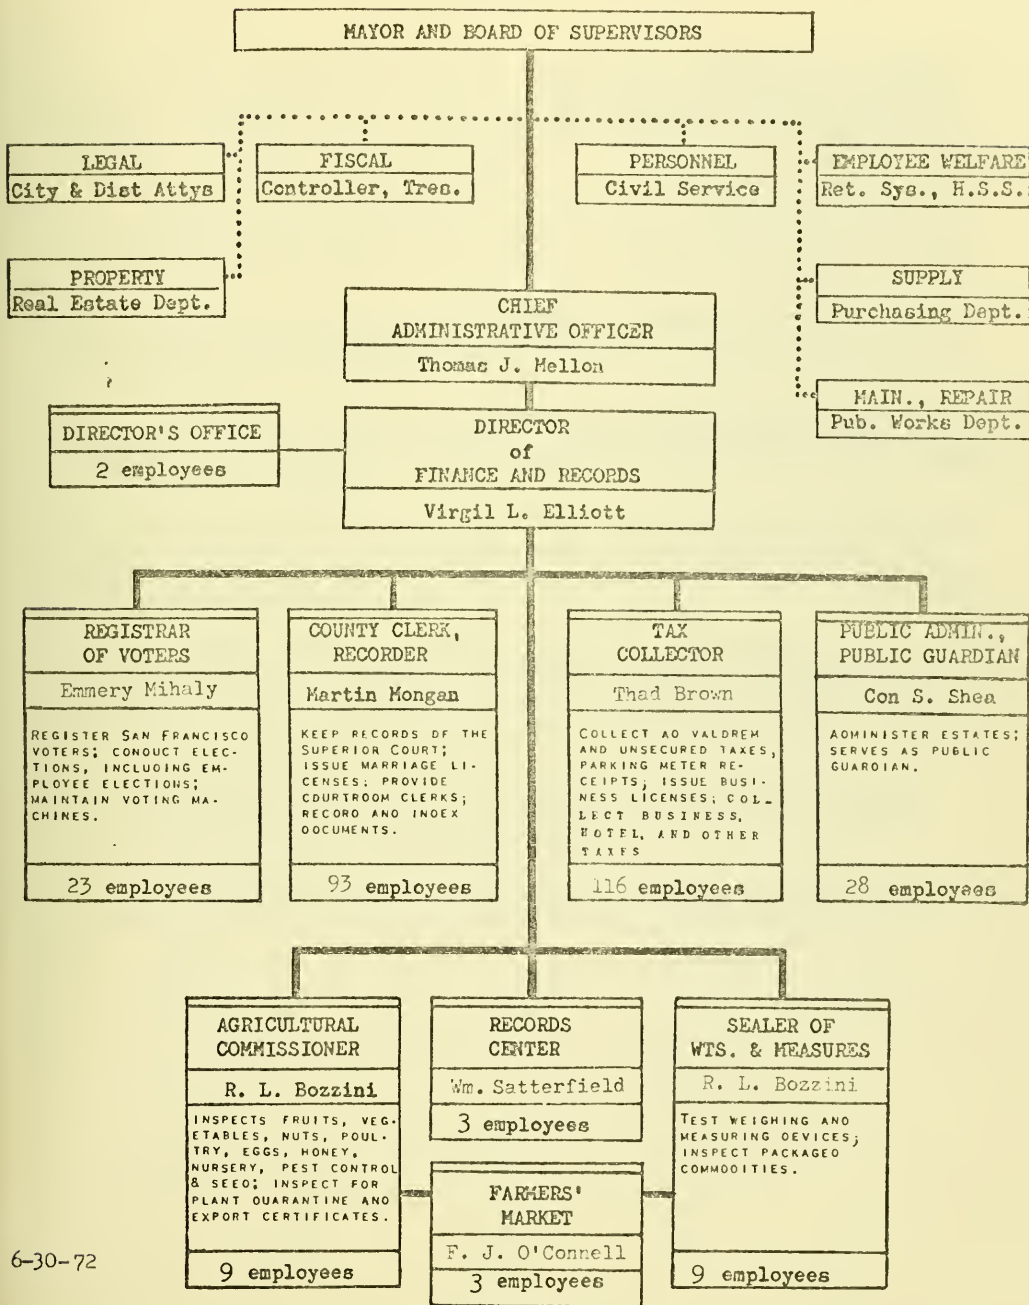 MAYOR AND BOARD OF SUPERVISORS
LEGAL
City & Dist Attys
FISCAL
Controller, Tres.
PERSONNEL
Civil Service
EMPLOYEE WELFARE
Ret. Sys., H.S.S.
PROPERTY
Real Estate Dept.
SUPPLY
Purchasing Dept.
CHIEF
ADMINISTRATIVE OFFICER
Thomas J. Mellon
MAIN., REPAIR
Pub. Works Dept.
DIRECTOR'S OFFICE
2 employees
DIRECTOR
of
FINANCE AND RECORDS
Virgil L. Elliott
REGISTRAR
OF VOTERS
Emmery Mihaly
REGISTER SAN FRANCISCO
VOTERS; CONDUCT ELEC-
TIONS, INCLUDING EM-
PLOYEE ELECTIONS;
MAINTAIN VOTING MA-
CHINES.
23 employees
COUNTY CLERK,
RECORDER
Martin Mongan
KEEP RECORDS OF THE
SUPERIOR COURT;
ISSUE MARRIAGE LI-
CENSES; PROVIDE
COURTROOM CLERKS;
RECORD AND INDEX
DOCUMENTS.
93 employees
TAX
COLLECTOR
Thad Brown
COLLECT AD VALOREM
AND UNSECURED TAXES,
PARKING METER RE-
CEIPTS; ISSUE BUSI-
NESS LICENSES; COL-
LECT BUSINESS,
HOTEL, AND OTHER
TAXES
116 employees
PUBLIC ADMIN.,
PUBLIC GUARDIAN
Con S. Shea
ADMINISTER ESTATES;
SERVES AS PUBLIC
GUARDIAN.
28 employees
AGRICULTURAL
COMMISSIONER
R. L. Bozzini
INSPECTS FRUITS, VEG-
ETABLES, NUTS, POUL-
TRY, EGGS, HONEY,
NURSERY, PEST CONTROL
& SEED; INSPECT FOR
PLANT QUARANTINE AND
EXPORT CERTIFICATES.
9 employees
RECORDS
CENTER
Wm. Satterfield
3 employees
FARMERS'
MARKET
F. J. O'Connell
3 employees
SEALER OF
WTS. & MEASURES
R. L. Bozzini
TEST WEIGHING AND
MEASURING DEVICES;
INSPECT PACKAGED
COMMODITIES.
9 employees
6-30-72